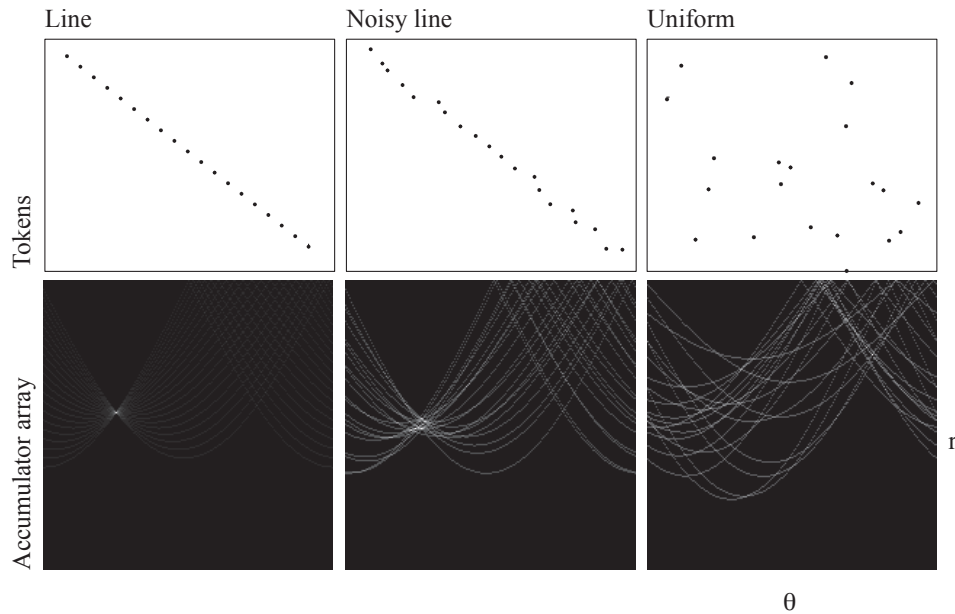 Line
Noisy line
Uniform
Tokens
Accumulator array
r
θ